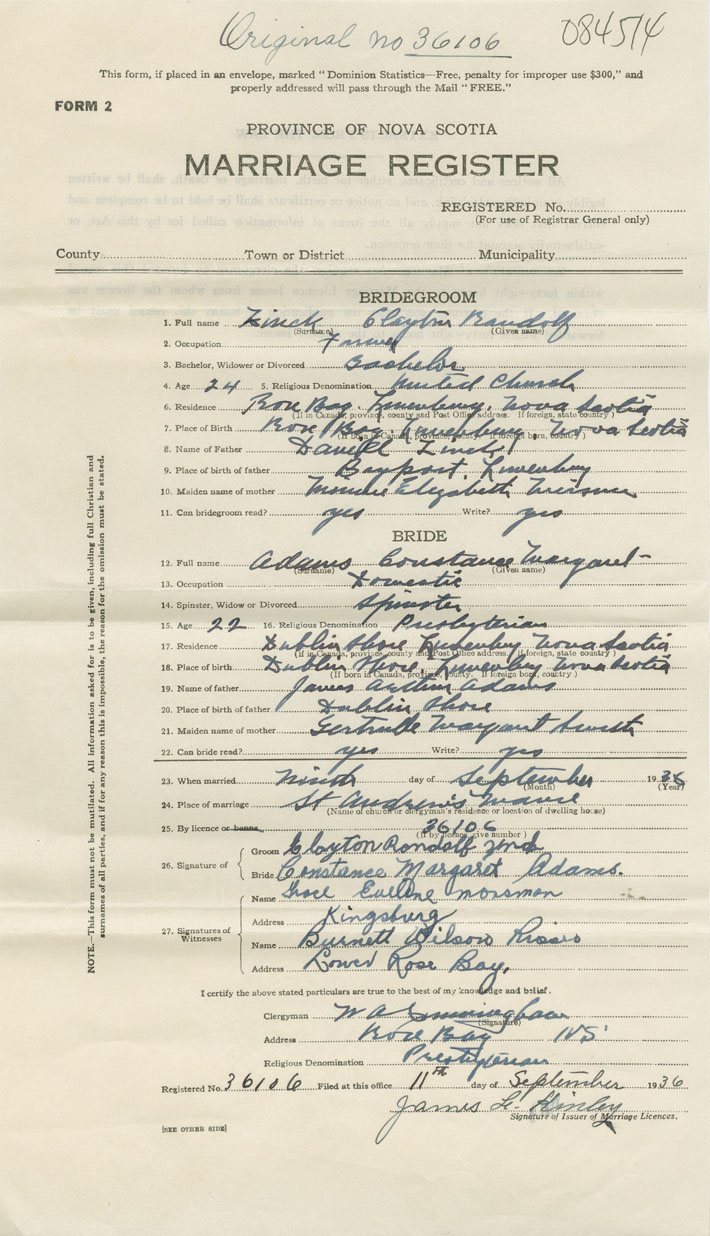 Original no 36106 084514
This form, if placed in an envelope, marked "Dominion Statistics—Free, penalty for improper use $300," and
properly addressed will pass through the Mail "FREE."
FORM 2
PROVINCE OF NOVA SCOTIA
MARRIAGE REGISTER
REGISTERED No.
(For use of Registrar General only)
County Town or District Municipality
BRIDEGROOM
1. Full name Zinck Clayton Randolf
(Surname) (Given name)
2. Occupation Farmer
3. Bachelor, Widower or Divorced Bachelor
4. Age 24 5. Religious Denomination United Church
6. Residence Rose Bay. Lunenburg Nova Scotia
(If in Canada, province, county and Post Office address. If foreign, state country)
7. Place of Birth Rose Bay. Lunenburg Nova Scotia
(If born in Canada, province, county. If foreign born, country)
8. Name of Father Daniel Zinck
9. Place of birth of father Bayport Lunenburg
10. Maiden name of mother Minnie Elizabeth Meisner
11. Can bridegroom read? yes Write? yes
BRIDE
12. Full name Adams Constance Margaret
(Surname) (Given name)
13. Occupation Domestic
14. Spinster, Widow or Divorced Spinster
15. Age 22 16. Religious Denomination Presbyterian
17. Residence Dublin Shore Lunenburg Nova Scotia
(If in Canada, province, county and Post Office address. If foreign, state country)
18. Place of birth Dublin Shore, Lunenburg Nova Scotia
(If born in Canada, province, county. If foreign born, country)
19. Name of father James Arthur Adams
20. Place of birth of father Dublin Shore
21. Maiden name of mother Gertrude Margaret Smith
22. Can bride read? yes Write? yes
23. When married Ninth day of September 1936
(Month) (Year)
24. Place of marriage St Andrew's Manse
(Name of church or clergyman's residence or location of dwelling house)
25. By licence or banns 36106
(If by licence, give number)
26. Signature of Groom Clayton Randolf Zinck
Bride Constance Margaret Adams.
27. Signatures of Witnesses Name Grace Eveline Mossman
Address Kingsburg
Name Burnett Wilson Risser
Address Lower Rose Bay.
I certify the above stated particulars are true to the best of my knowledge and belief.
Clergyman W A Cunningham
(Signature)
Address Rose Bay NS
Religious Denomination Presbyterian
Registered No. 36106 Filed at this office 11th day of September 1936
James L. Hinley
Signature of Issuer of Marriage Licences.
[SEE OTHER SIDE]
NOTE.—This form must not be mutilated. All information asked for is to be given, including full Christian and
surnames of all parties, and if for any reason this is impossible, the reason for the omission must be stated.